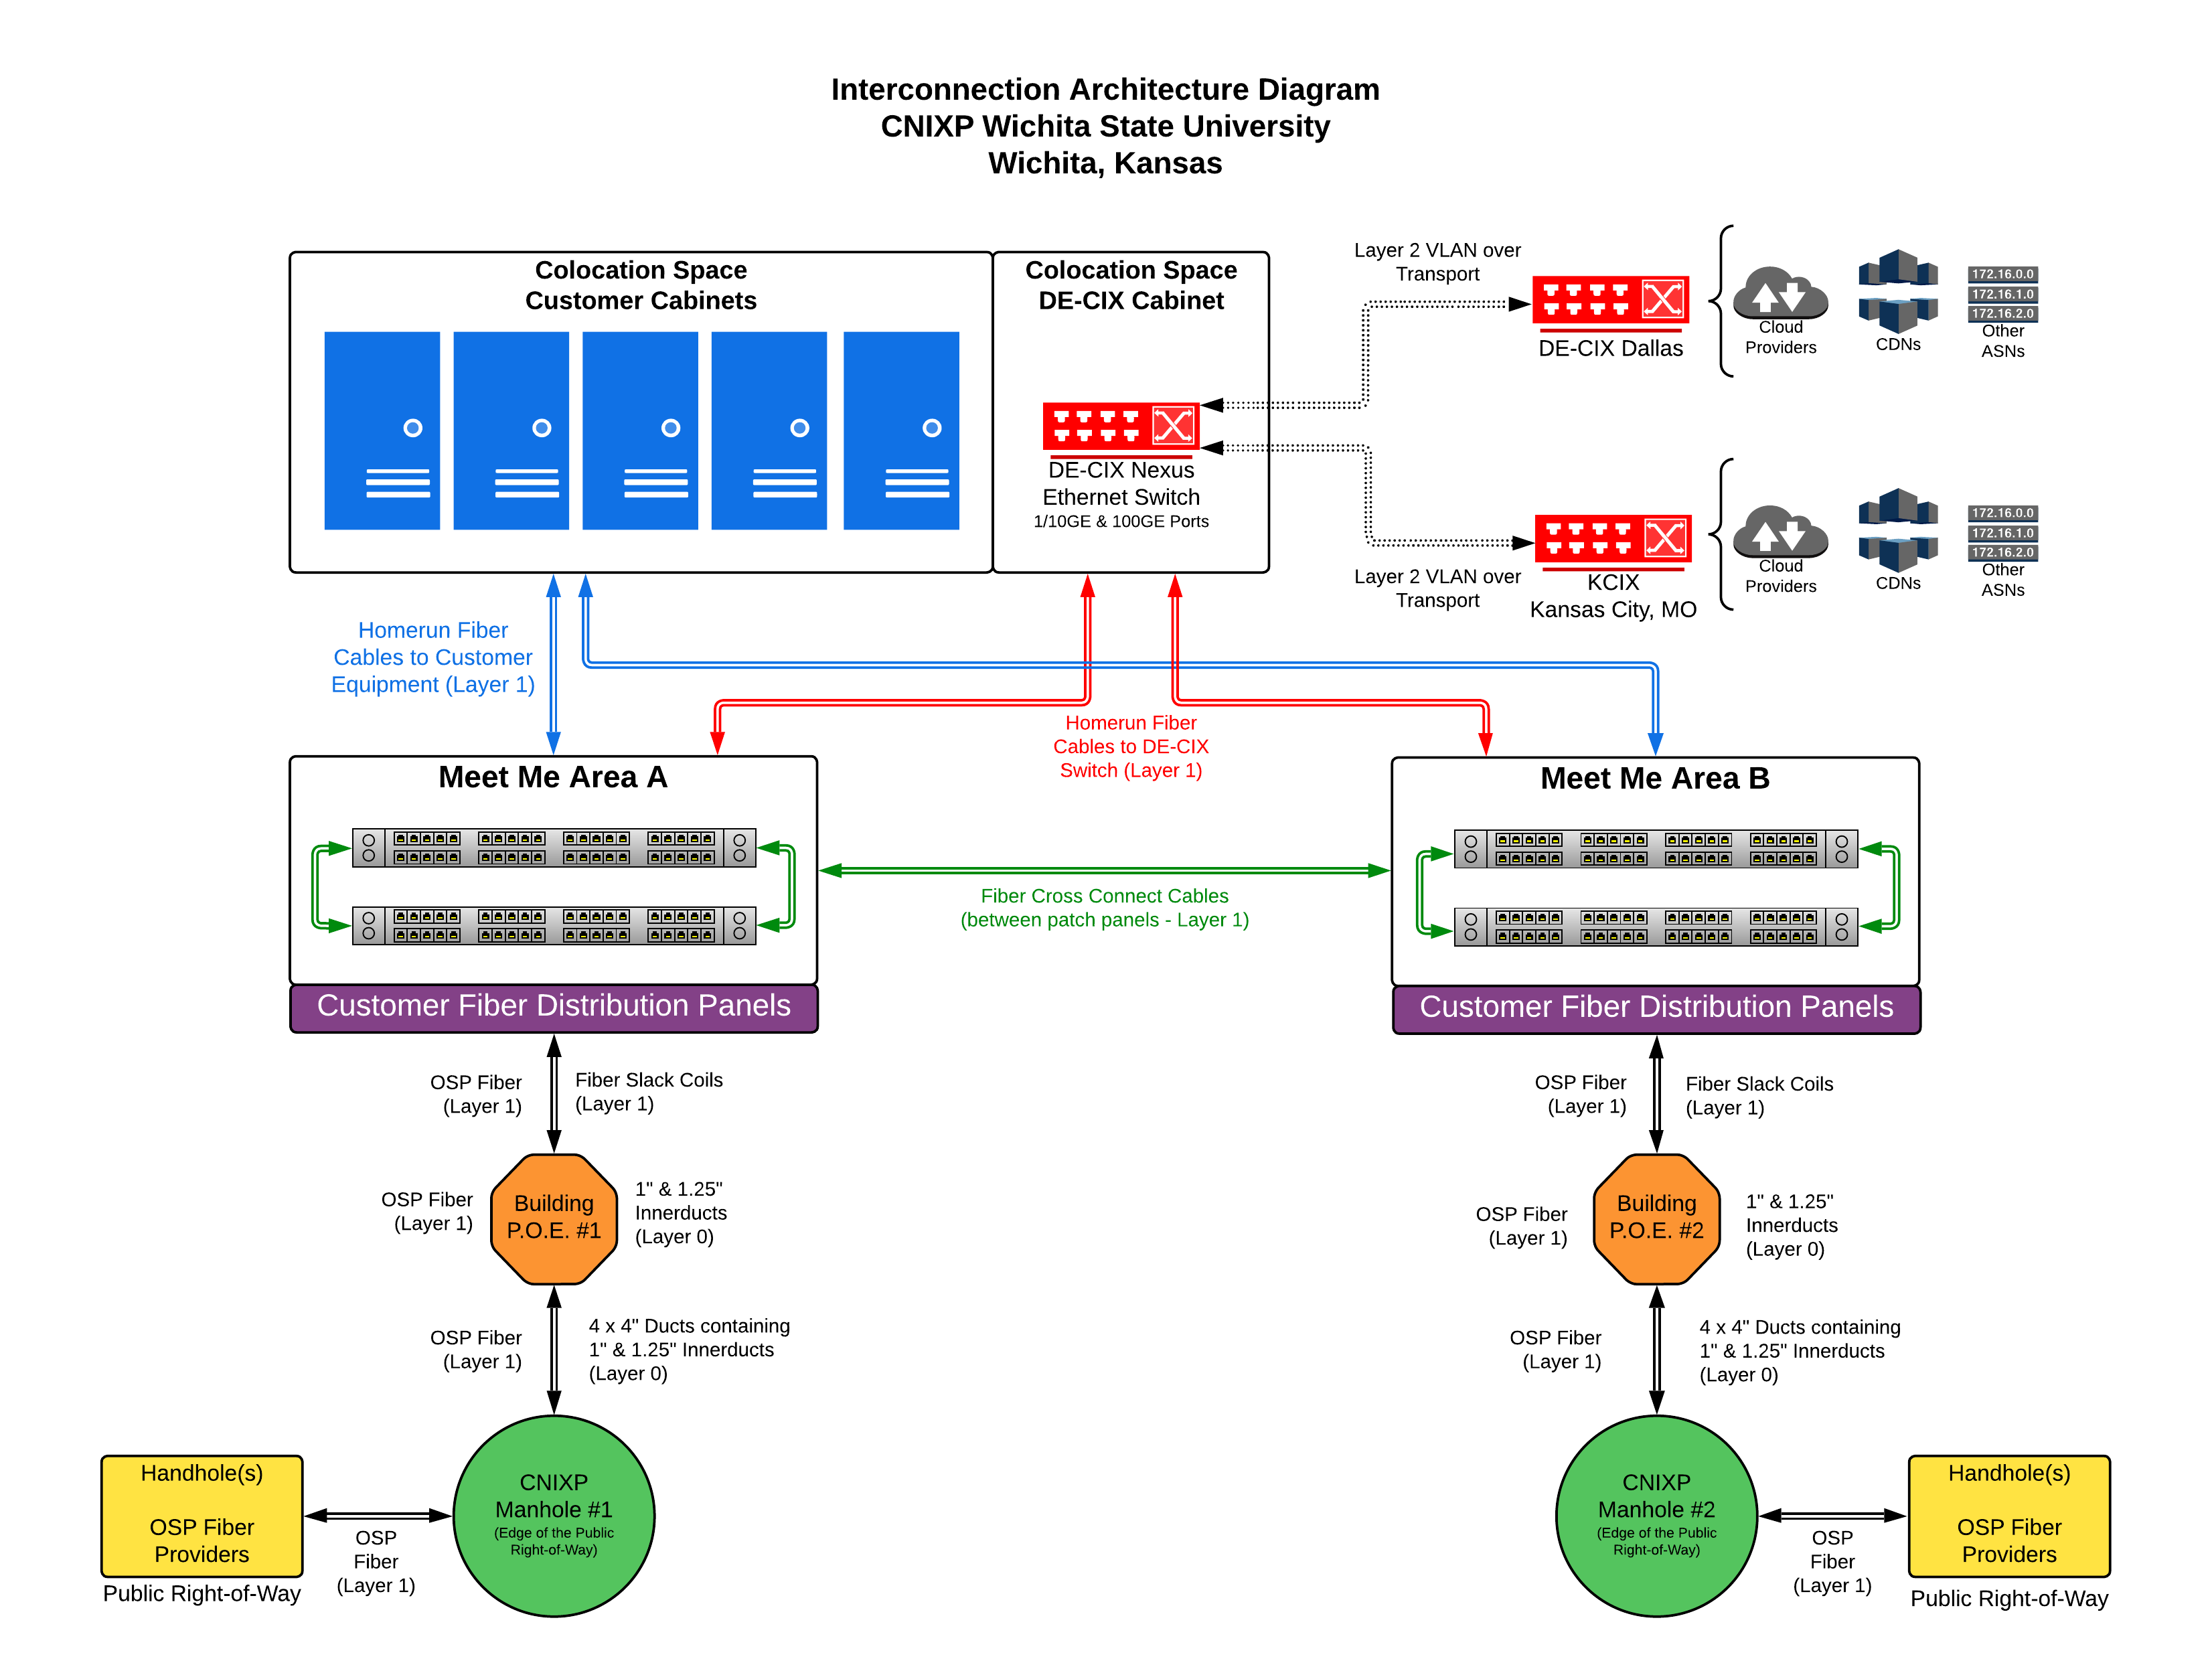 Interconnection Architecture Diagram
CNIXP Wichita State University
Wichita, Kansas
Colocation Space
Customer Cabinets
Colocation Space
DE-CIX Cabinet
DE-CIX Nexus
Ethernet Switch
1/10GE & 100GE Ports
Layer 2 VLAN over
Transport
DE-CIX Dallas
Cloud
Providers
CDNs
172.16.0.0
172.16.1.0
172.16.2.0
Other
ASNs
Layer 2 VLAN over
Transport
KCIX
Kansas City, MO
Cloud
Providers
CDNs
172.16.0.0
172.16.1.0
172.16.2.0
Other
ASNs
Homerun Fiber
Cables to Customer
Equipment (Layer 1)
Homerun Fiber
Cables to DE-CIX
Switch (Layer 1)
Meet Me Area A
Customer Fiber Distribution Panels
Fiber Cross Connect Cables
(between patch panels - Layer 1)
Meet Me Area B
Customer Fiber Distribution Panels
OSP Fiber
(Layer 1)
Fiber Slack Coils
(Layer 1)
OSP Fiber
(Layer 1)
Building
P.O.E. #1
1" & 1.25"
Innerducts
(Layer 0)
OSP Fiber
(Layer 1)
4 x 4" Ducts containing
1" & 1.25" Innerducts
(Layer 0)
Handhole(s)
OSP Fiber
Providers
Public Right-of-Way
OSP
Fiber
(Layer 1)
CNIXP
Manhole #1
(Edge of the Public
Right-of-Way)
OSP Fiber
(Layer 1)
Fiber Slack Coils
(Layer 1)
OSP Fiber
(Layer 1)
Building
P.O.E. #2
1" & 1.25"
Innerducts
(Layer 0)
OSP Fiber
(Layer 1)
4 x 4" Ducts containing
1" & 1.25" Innerducts
(Layer 0)
CNIXP
Manhole #2
(Edge of the Public
Right-of-Way)
OSP
Fiber
(Layer 1)
Handhole(s)
OSP Fiber
Providers
Public Right-of-Way